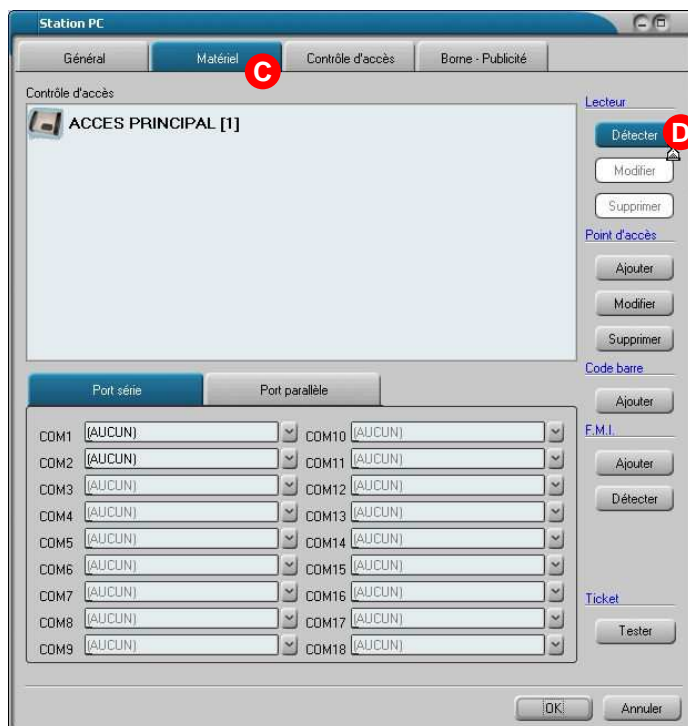 Station PC
Général Matériel Contrôle d'accès Borne - Publicité
C
Contrôle d'accès
ACCES PRINCIPAL [1]
Lecteur
Détecter
D
Modifier
Supprimer
Point d'accès
Ajouter
Modifier
Supprimer
Code barre
Ajouter
F.M.I.
Ajouter
Détecter
Ticket
Tester
Port série Port parallèle
COM1 (AUCUN) COM10 (AUCUN)
COM2 (AUCUN) COM11 (AUCUN)
COM3 (AUCUN) COM12 (AUCUN)
COM4 (AUCUN) COM13 (AUCUN)
COM5 (AUCUN) COM14 (AUCUN)
COM6 (AUCUN) COM15 (AUCUN)
COM7 (AUCUN) COM16 (AUCUN)
COM8 (AUCUN) COM17 (AUCUN)
COM9 (AUCUN) COM18 (AUCUN)
OK Annuler